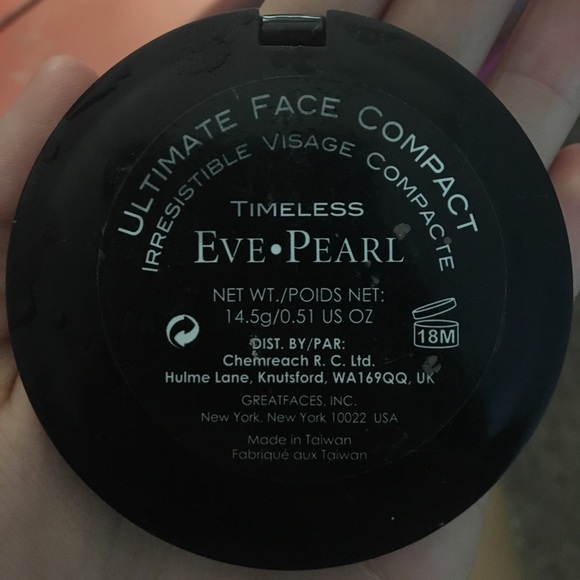 ULTIMATE FACE COMPACT
IRRESISTIBLE VISAGE COMPACTE
TIMELESS
EVE•PEARL
NET WT./POIDS NET:
14.5g/0.51 US OZ
18M
DIST. BY/PAR:
Chemreach R. C. Ltd.
Hulme Lane, Knutsford, WA169QQ, UK
GREATFACES, INC.
New York, New York 10022 USA
Made in Taiwan
Fabriqué aux Taiwan